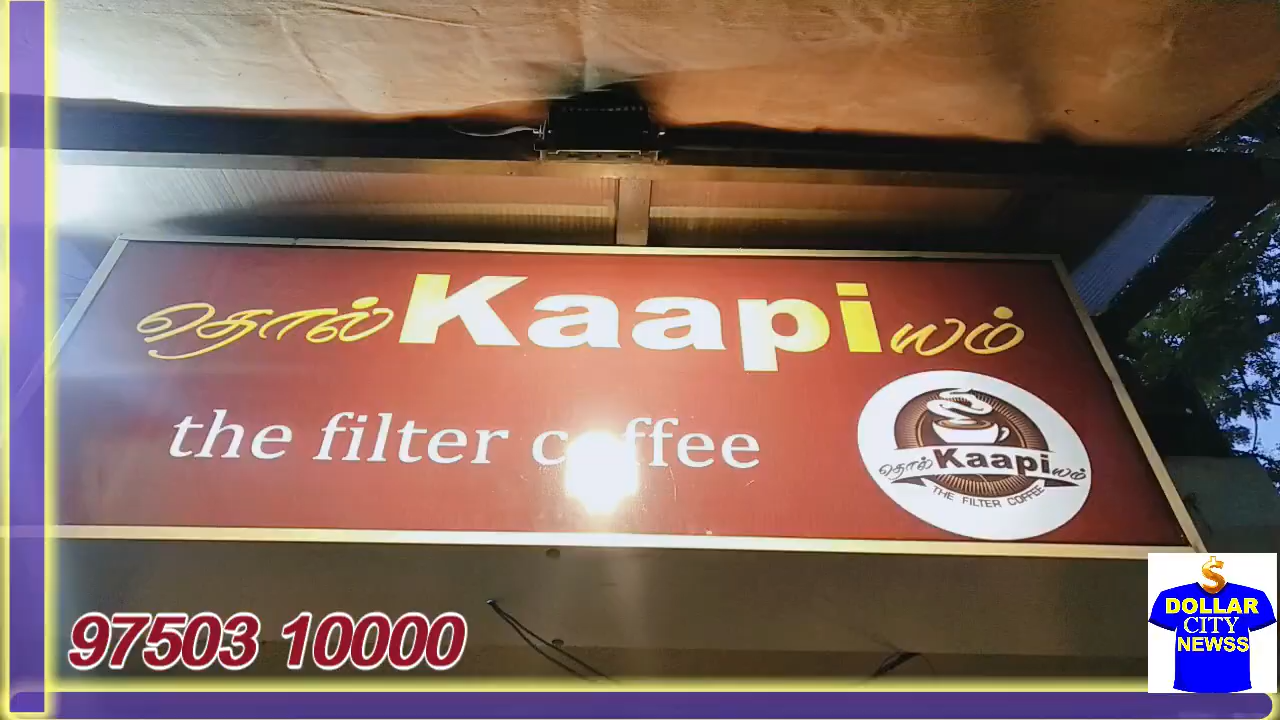 தொல்Kaapiயம்
the filter coffee
தொல்Kaapiயம்
THE FILTER COFFEE
97503 10000
$
DOLLAR
CITY
NEWSS